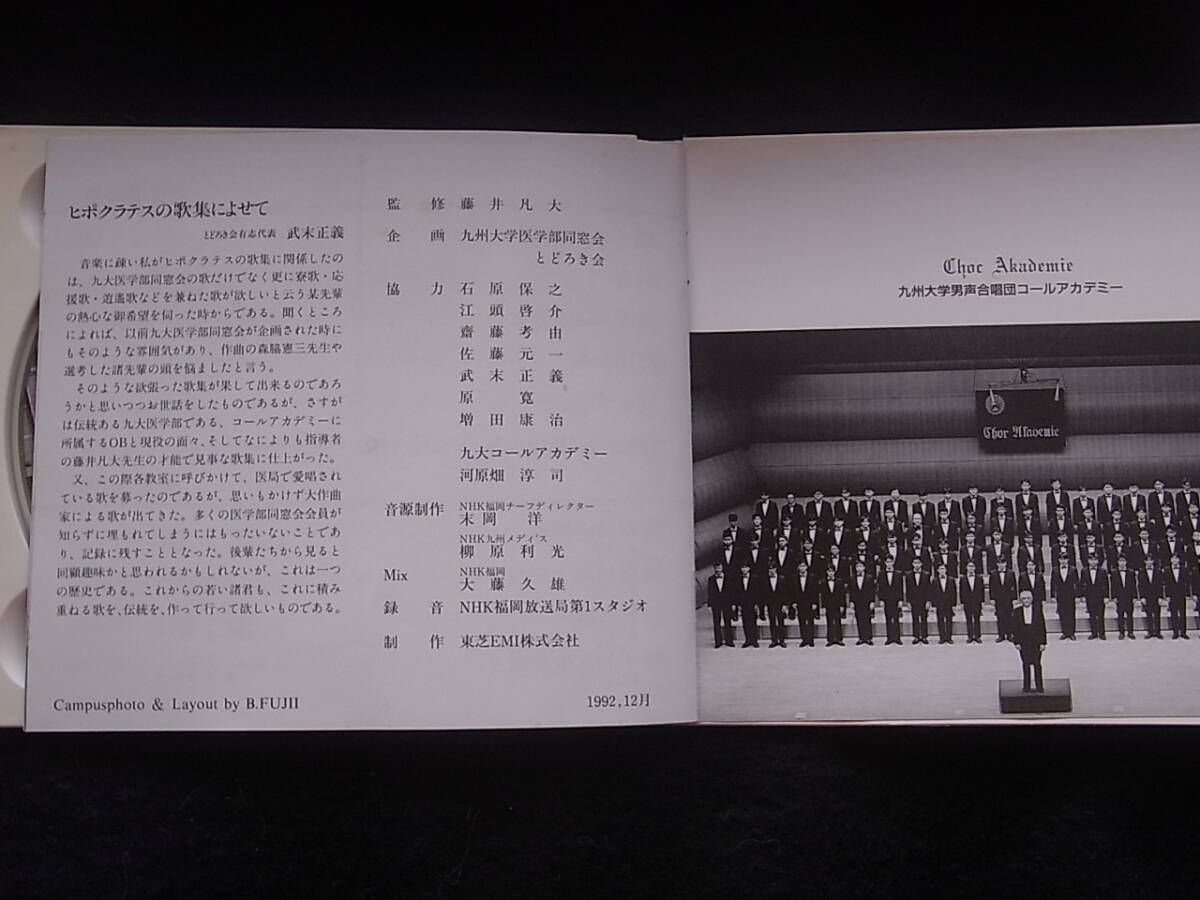 ヒポクラテスの歌集によせて
とどろき会有志代表 武末正義
音楽に疎い私がヒポクラテスの歌集に関係したの
は、九大医学部同窓会の歌だけでなく更に寮歌・応
援歌・逍遙歌などを兼ねた歌が欲しいと云う某先輩
の熱心な御希望を伺った時からである。聞くところ
によれば、以前九大医学部同窓会が企画された時に
もそのような雰囲気があり、作曲の森脇憲三先生や
選考した諸先輩の頭を悩ましたと言う。
そのような欲張った歌集が果して出来るのであろ
うかと思いつつお世話をしたものであるが、さすが
は伝統ある九大医学部である、コールアカデミーに
所属するOBと現役の面々、そしてなによりも指導者
の藤井凡大先生の才能で見事な歌集に仕上がった。
又、この際各教室に呼びかけて、医局で愛唱され
ている歌を募ったのであるが、思いもかけず大作曲
家による歌が出てきた。多くの医学部同窓会会員が
知らずに埋もれてしまうにはもったいないことであ
り、記録に残すこととなった。後輩たちから見ると
回顧趣味かと思われるかもしれないが、これは一つ
の歴史である。これからの若い諸君も、これに積み
重ねる歌を、伝統を、作って行って欲しいものである。
Campusphoto & Layout by B.FUJII
監修 藤井凡大
企画 九州大学医学部同窓会
とどろき会
協力 石原保之
江頭啓介
齋藤考由
佐藤元一
武末正義
原寛
増田康治
九大コールアカデミー
河原畑淳司
音源制作 NHK福岡チーフディレクター
末岡洋
NHK九州メディ'ス
柳原利光
Mix NHK福岡
大藤久雄
録音 NHK福岡放送局第1スタジオ
制作 東芝EMI株式会社
1992,12月
Choc Akademie
九州大学男声合唱団コールアカデミー
Chor Akademie